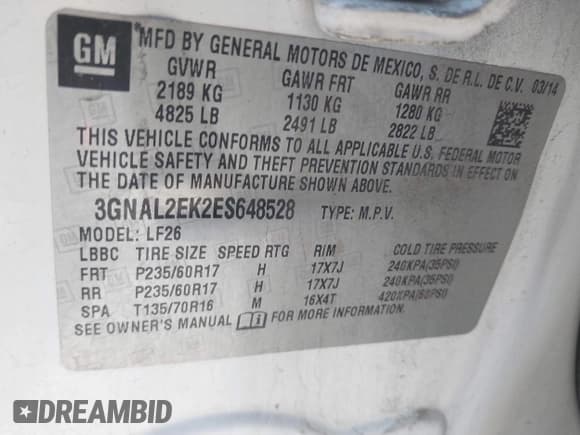 GM
MFD BY GENERAL MOTORS DE MEXICO, S. DE R.L. DE C.V. 03/14
GVWR GAWR FRT GAWR RR
2189 KG 1130 KG 1280 KG
4825 LB 2491 LB 2822 LB
THIS VEHICLE CONFORMS TO ALL APPLICABLE U.S. FEDERAL MOTOR
VEHICLE SAFETY AND THEFT PREVENTION STANDARDS IN EFFECT ON
THE DATE OF MANUFACTURE SHOWN ABOVE.
3GNAL2EK2ES648528 TYPE: M.P.V.
MODEL: LF26
LBBC TIRE SIZE SPEED RTG RIM COLD TIRE PRESSURE
FRT P235/60R17 H 17X7J 240KPA(35PSI)
RR P235/60R17 H 17X7J 240KPA(35PSI)
SPA T135/70R16 M 16X4T 420KPA(60PSI)
SEE OWNER'S MANUAL FOR MORE INFORMATION.
DREAMBID